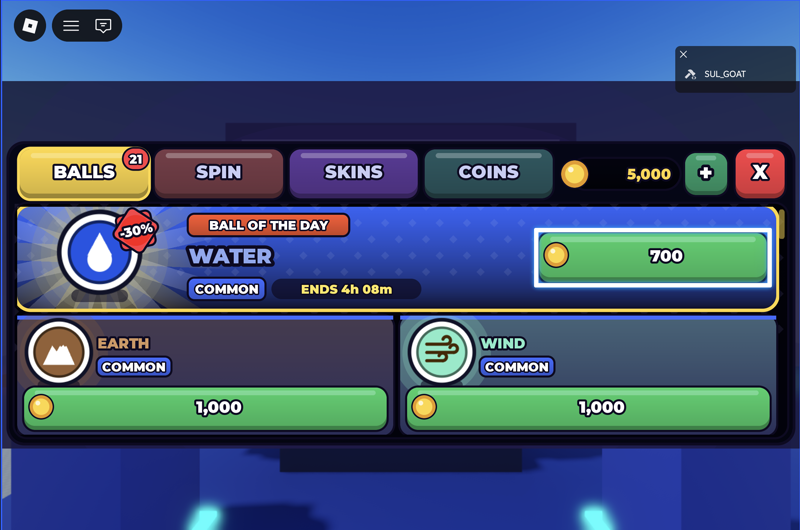 SUL_GOAT
BALLS
21
SPIN
SKINS
COINS
5,000
+
X
-30%
BALL OF THE DAY
WATER
COMMON
ENDS 4h 08m
700
EARTH
COMMON
1,000
WIND
COMMON
1,000